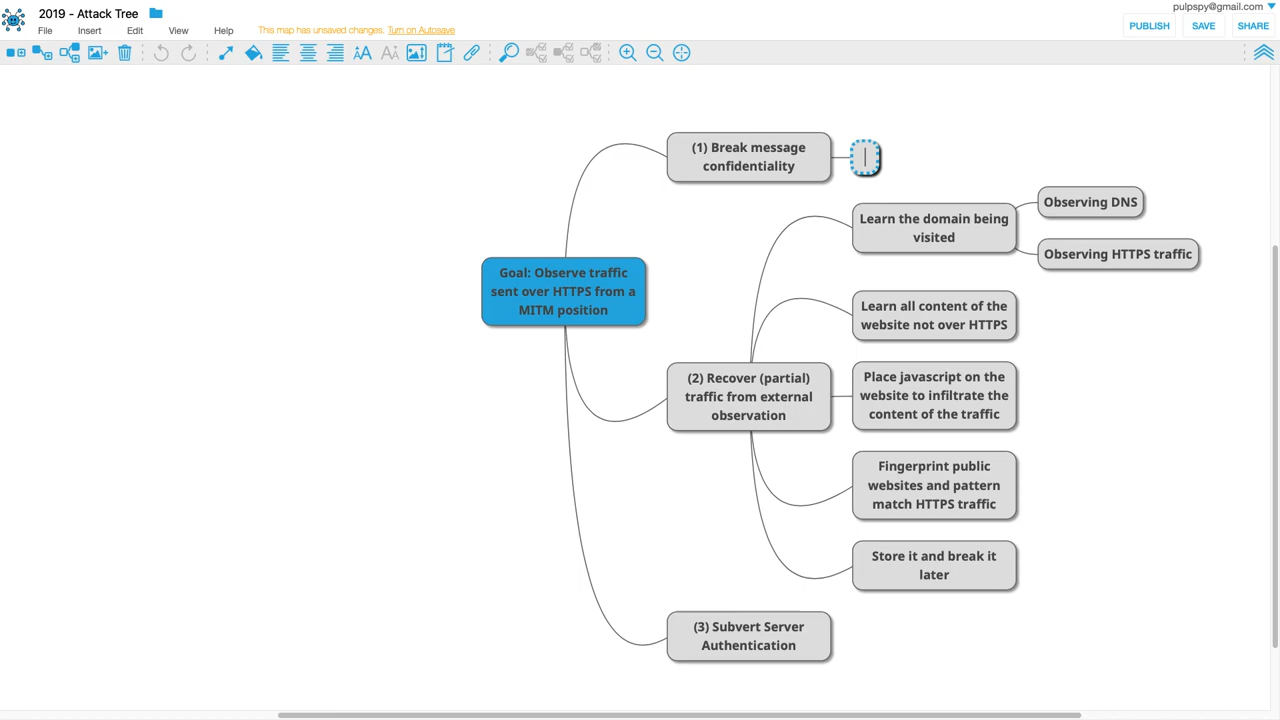 pulpspy@gmail.com
2019 - Attack Tree
File Insert Edit View Help
This map has unsaved changes. Turn on Autosave
PUBLISH SAVE SHARE
(1) Break message
confidentiality
Learn the domain being
visited
Observing DNS
Observing HTTPS traffic
Goal: Observe traffic
sent over HTTPS from a
MITM position
Learn all content of the
website not over HTTPS
(2) Recover (partial)
traffic from external
observation
Place javascript on the
website to infiltrate the
content of the traffic
Fingerprint public
websites and pattern
match HTTPS traffic
Store it and break it
later
(3) Subvert Server
Authentication